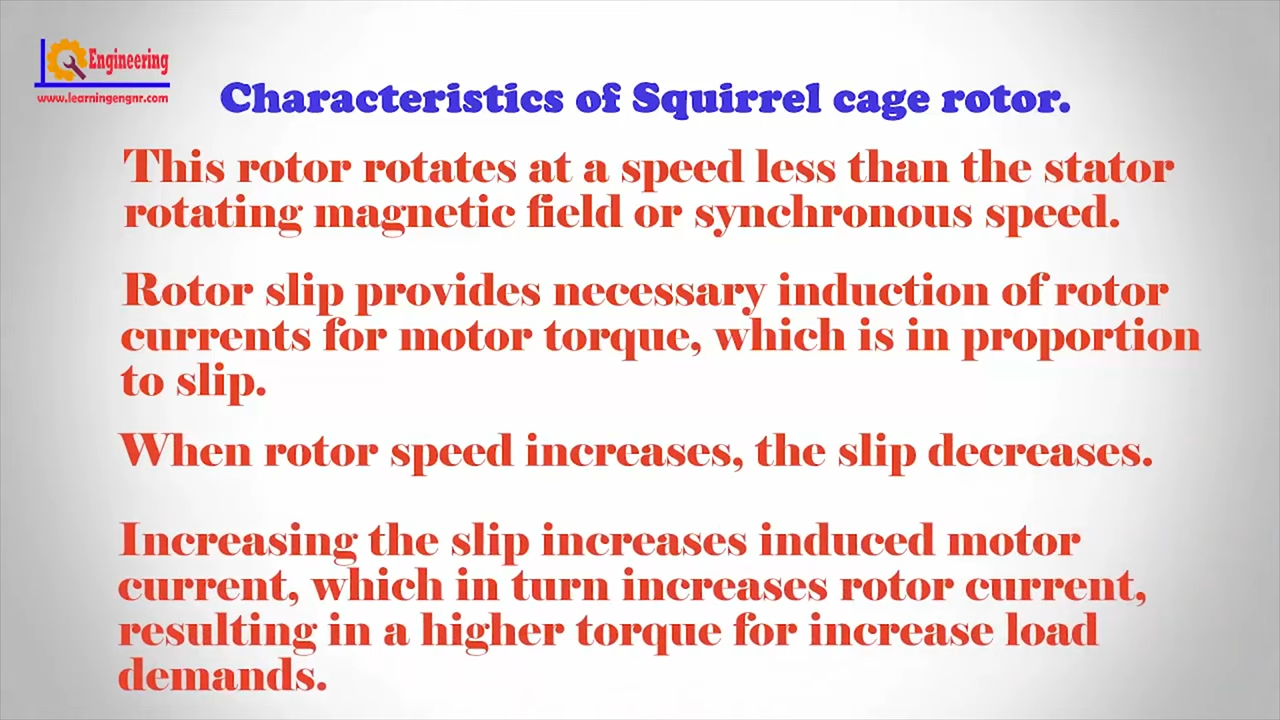 Engineering
www.learningengnr.com
Characteristics of Squirrel cage rotor.
This rotor rotates at a speed less than the stator
rotating magnetic field or synchronous speed.
Rotor slip provides necessary induction of rotor
currents for motor torque, which is in proportion
to slip.
When rotor speed increases, the slip decreases.
Increasing the slip increases induced motor
current, which in turn increases rotor current,
resulting in a higher torque for increase load
demands.